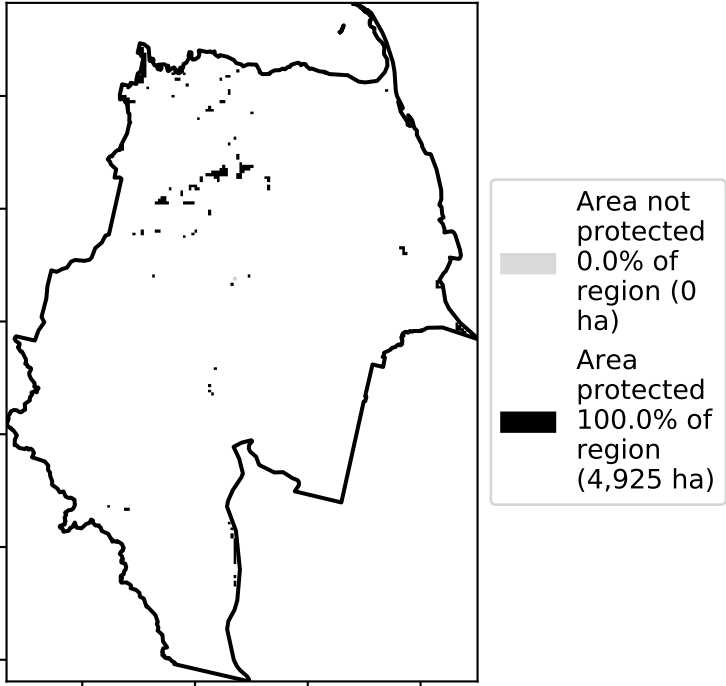 Area not
protected
0.0% of
region (0
ha)
Area
protected
100.0% of
region
(4,925 ha)